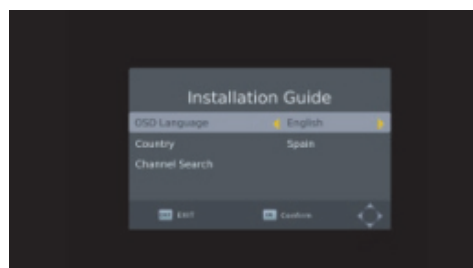 Installation Guide
OSD Language English
Country Spain
Channel Search
EXIT Confirm